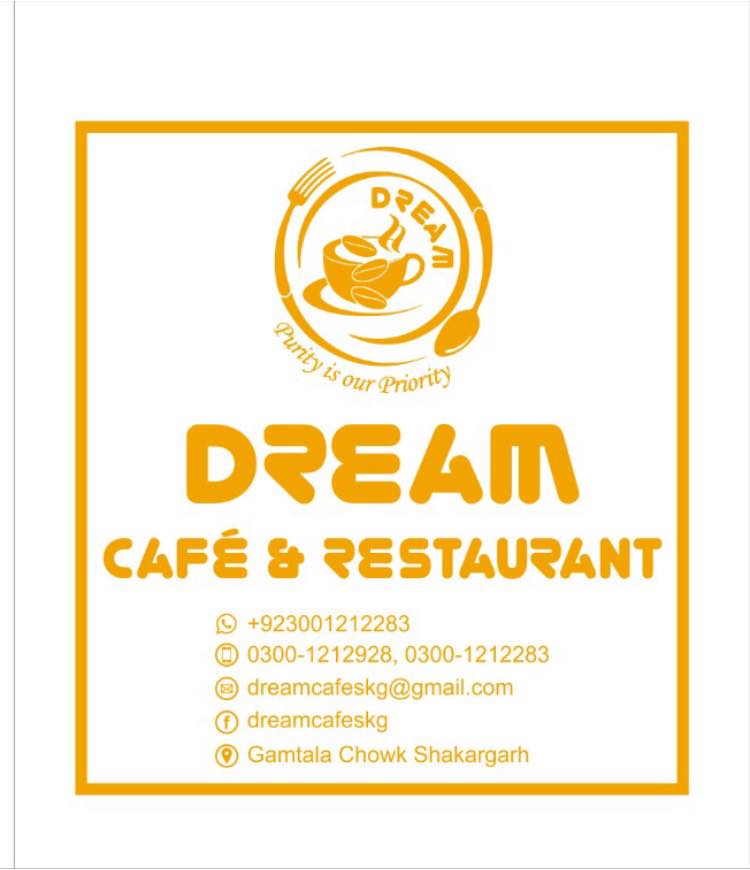 DREAM
Purity is our Priority
DREAM
CAFÉ & RESTAURANT
+923001212283
0300-1212928, 0300-1212283
dreamcafeskg@gmail.com
dreamcafeskg
Gamtala Chowk Shakargarh